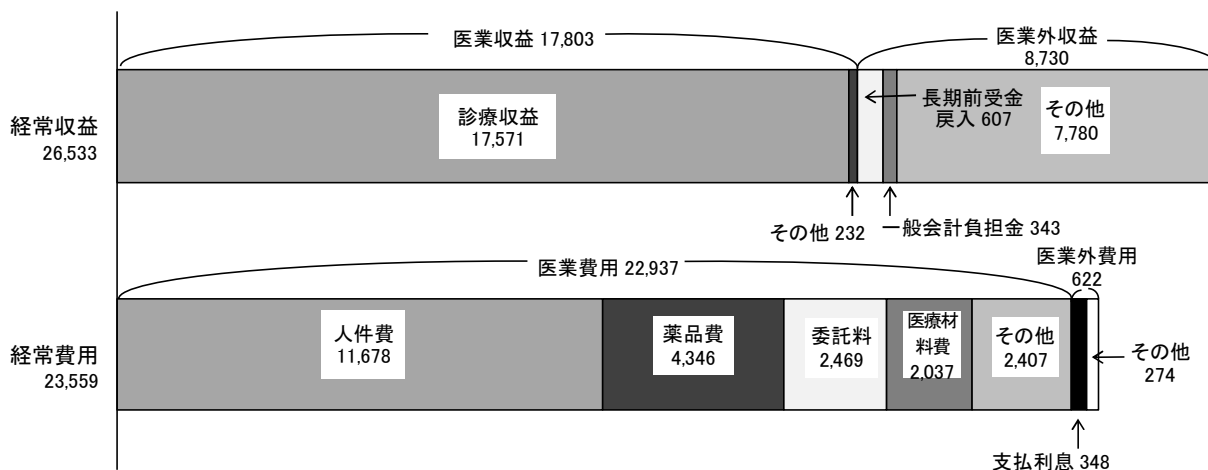 医業収益 17,803
医業外収益
8,730
経常収益
26,533
診療収益
17,571
長期前受金
戻入 607
その他
7,780
その他 232
一般会計負担金 343
医業費用 22,937
医業外費用
622
経常費用
23,559
人件費
11,678
薬品費
4,346
委託料
2,469
医療材
料費
2,037
その他
2,407
その他
274
支払利息 348